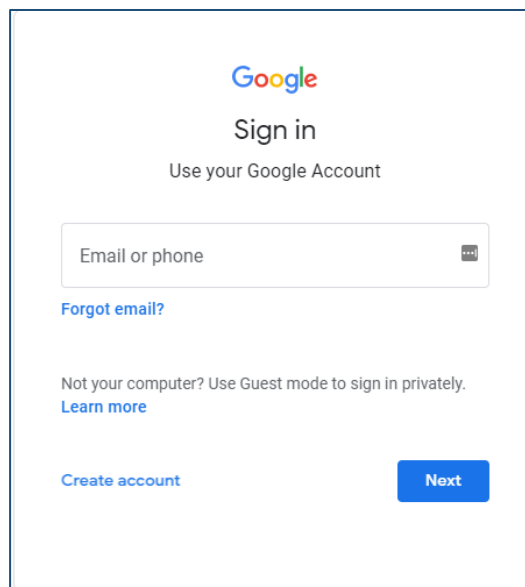 Google
Sign in
Use your Google Account
Email or phone
Forgot email?
Not your computer? Use Guest mode to sign in privately.
Learn more
Create account
Next